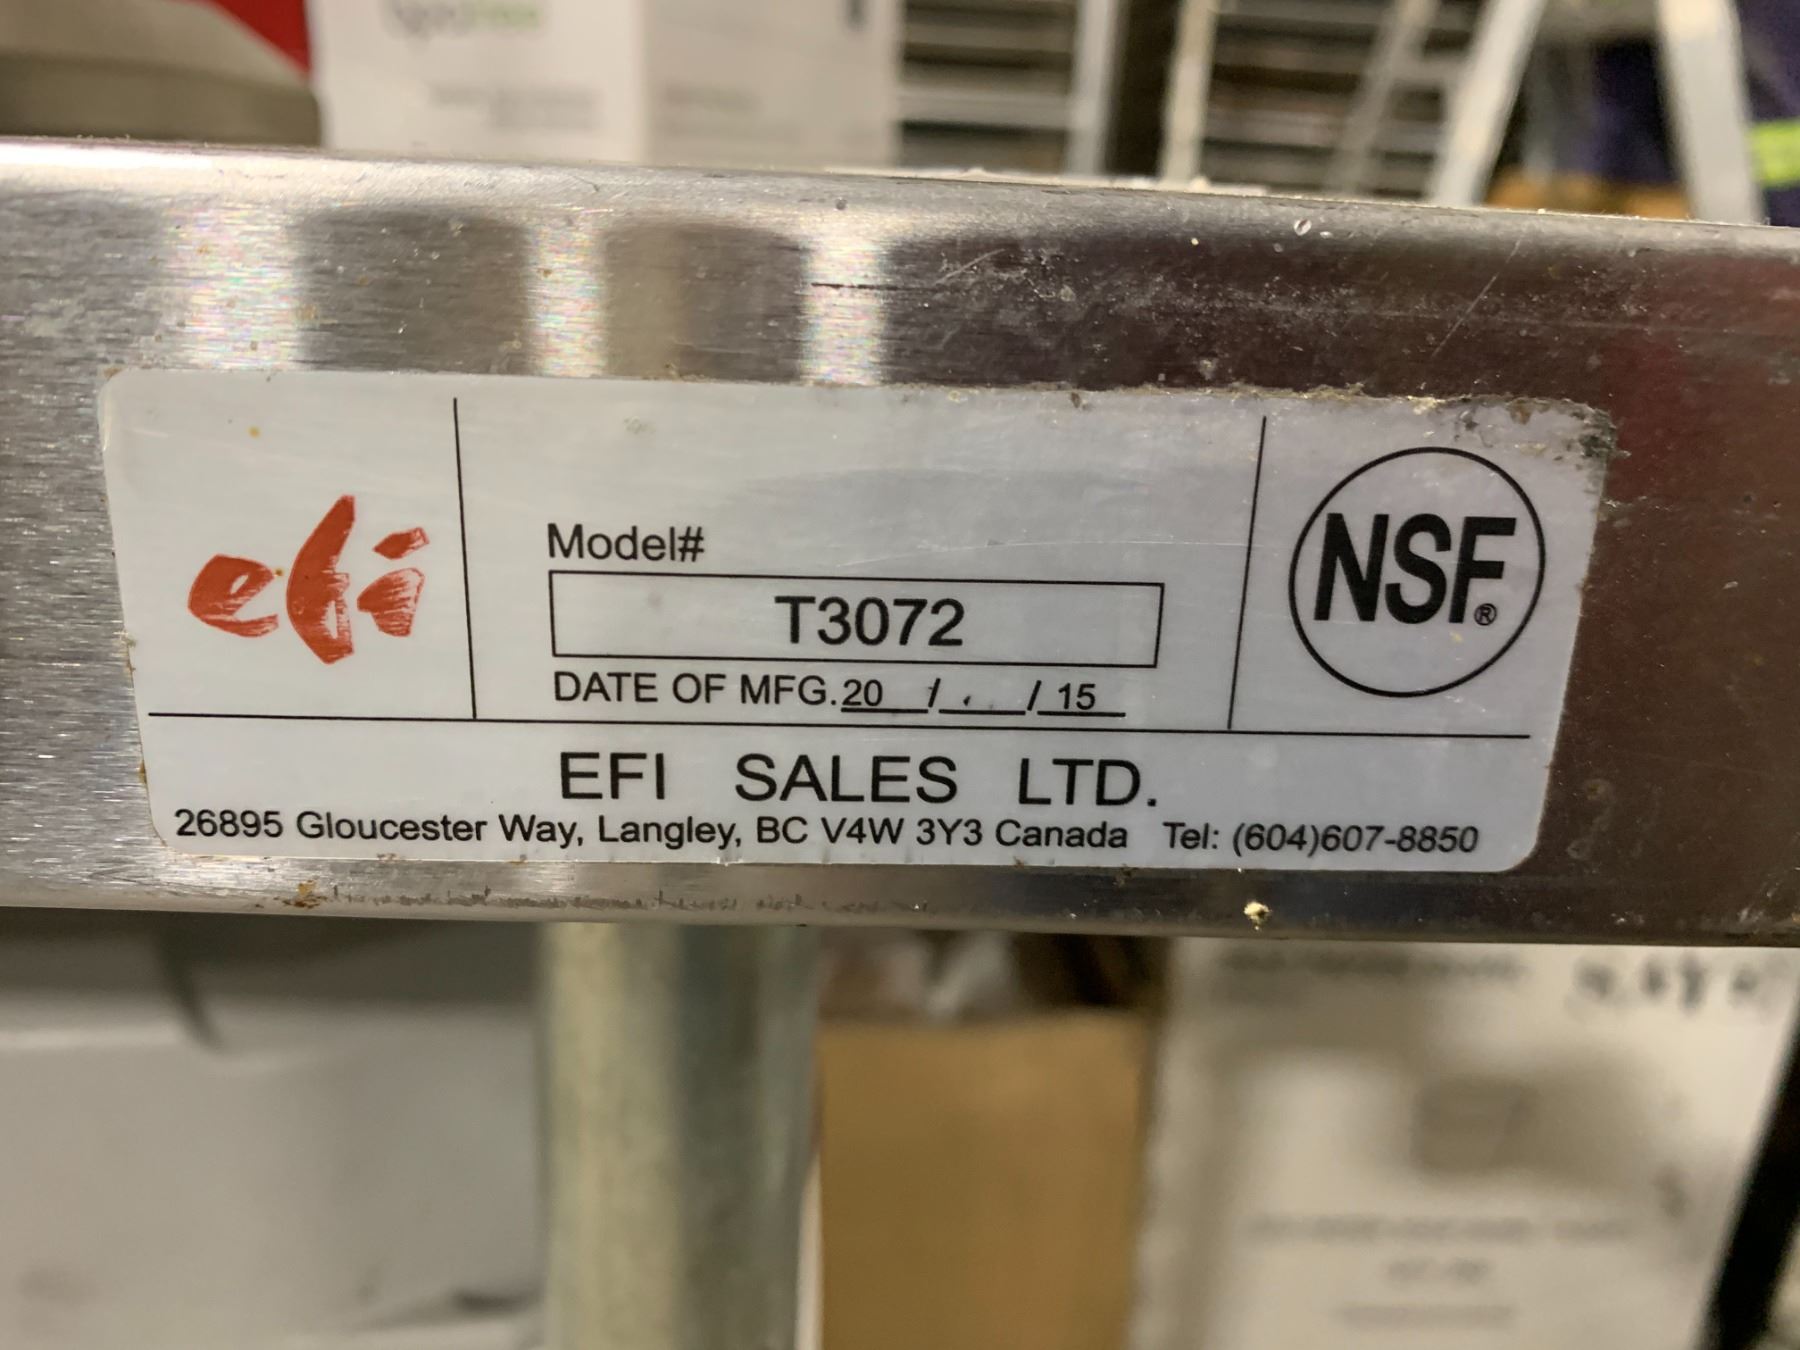 efi
Model#
T3072
DATE OF MFG.20 / . / 15
NSF®
EFI SALES LTD.
26895 Gloucester Way, Langley, BC V4W 3Y3 Canada Tel: (604)607-8850